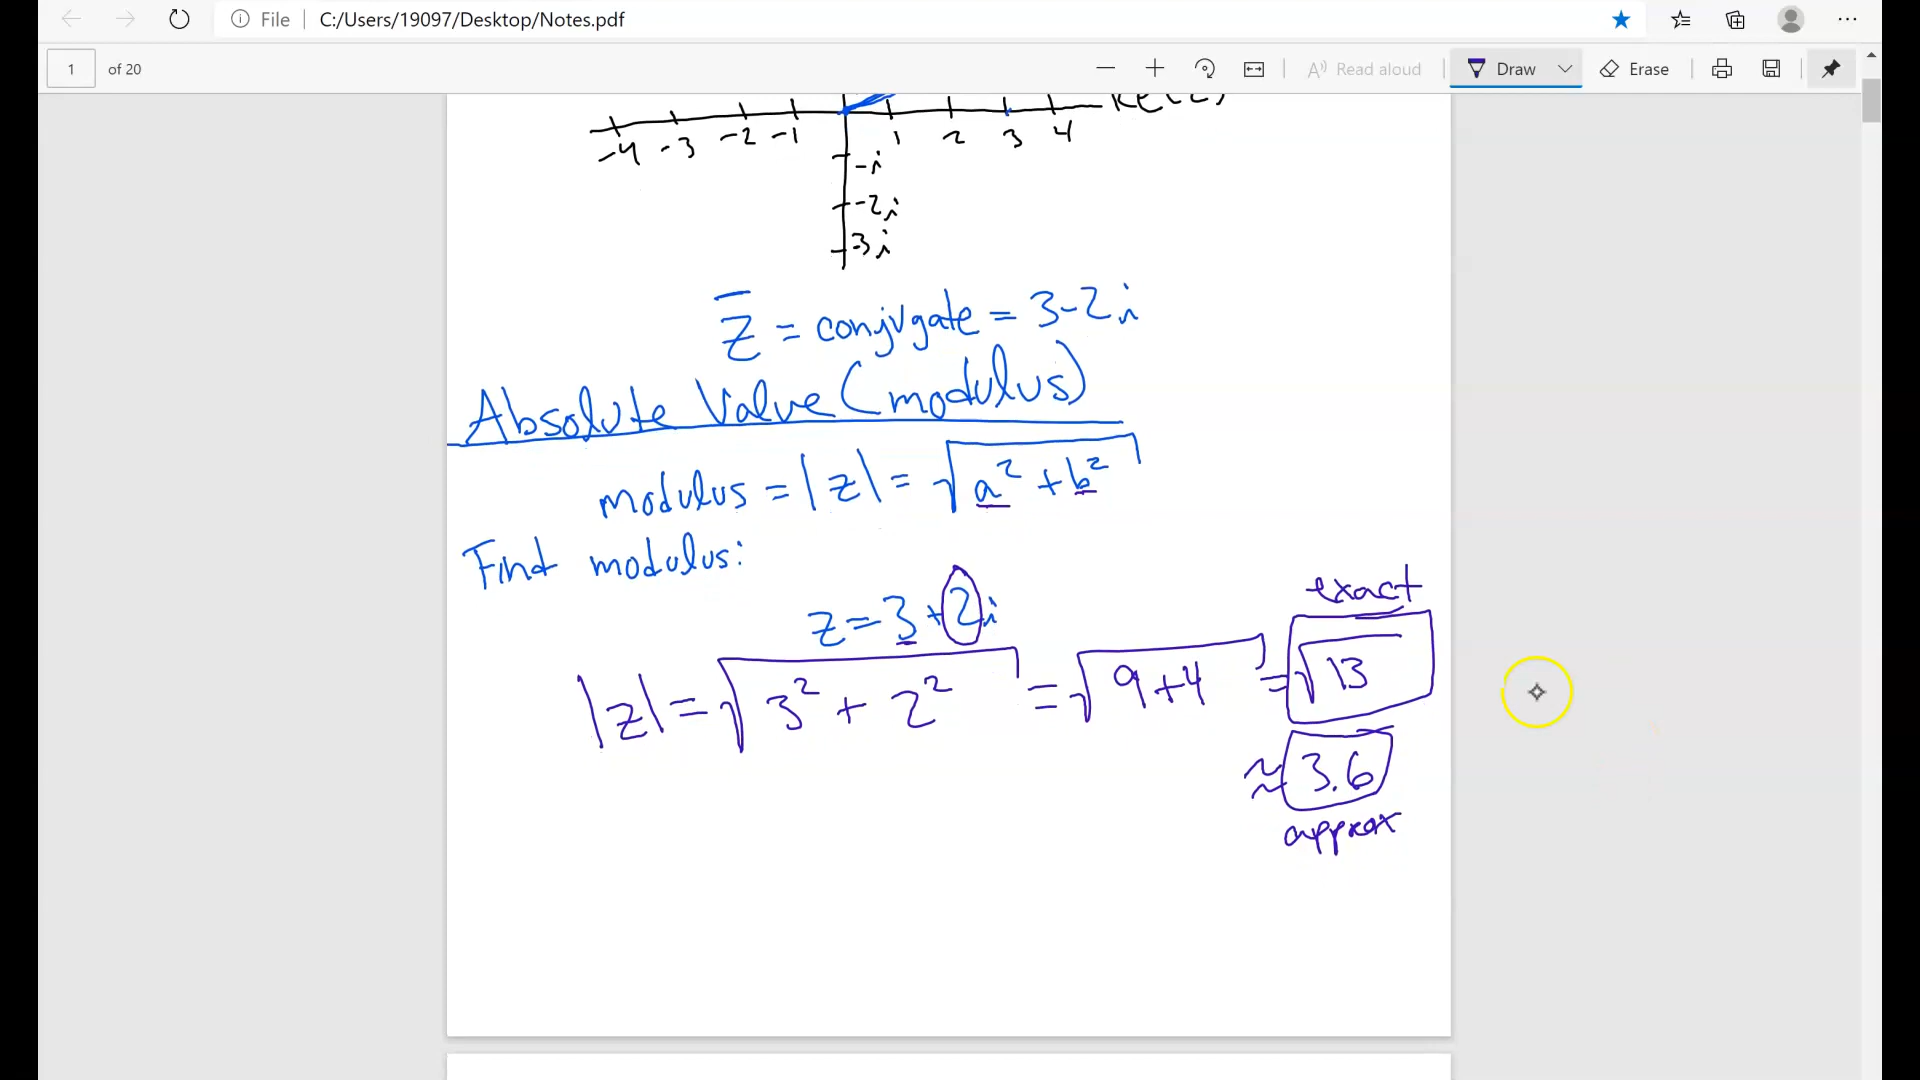 File C:/Users/19097/Desktop/Notes.pdf
1 of 20 Read aloud Draw Erase
-4 -3 -2 -1 1 2 3 4
-i
-2i
-3i
z̅ = conjugate = 3-2i
Absolute Value (modulus)
modulus = |z| = √a² + b²
Find modulus:
z = 3 + 2i
exact
|z| = √3² + 2² = √9+4 = √13
≈ 3.6
approx